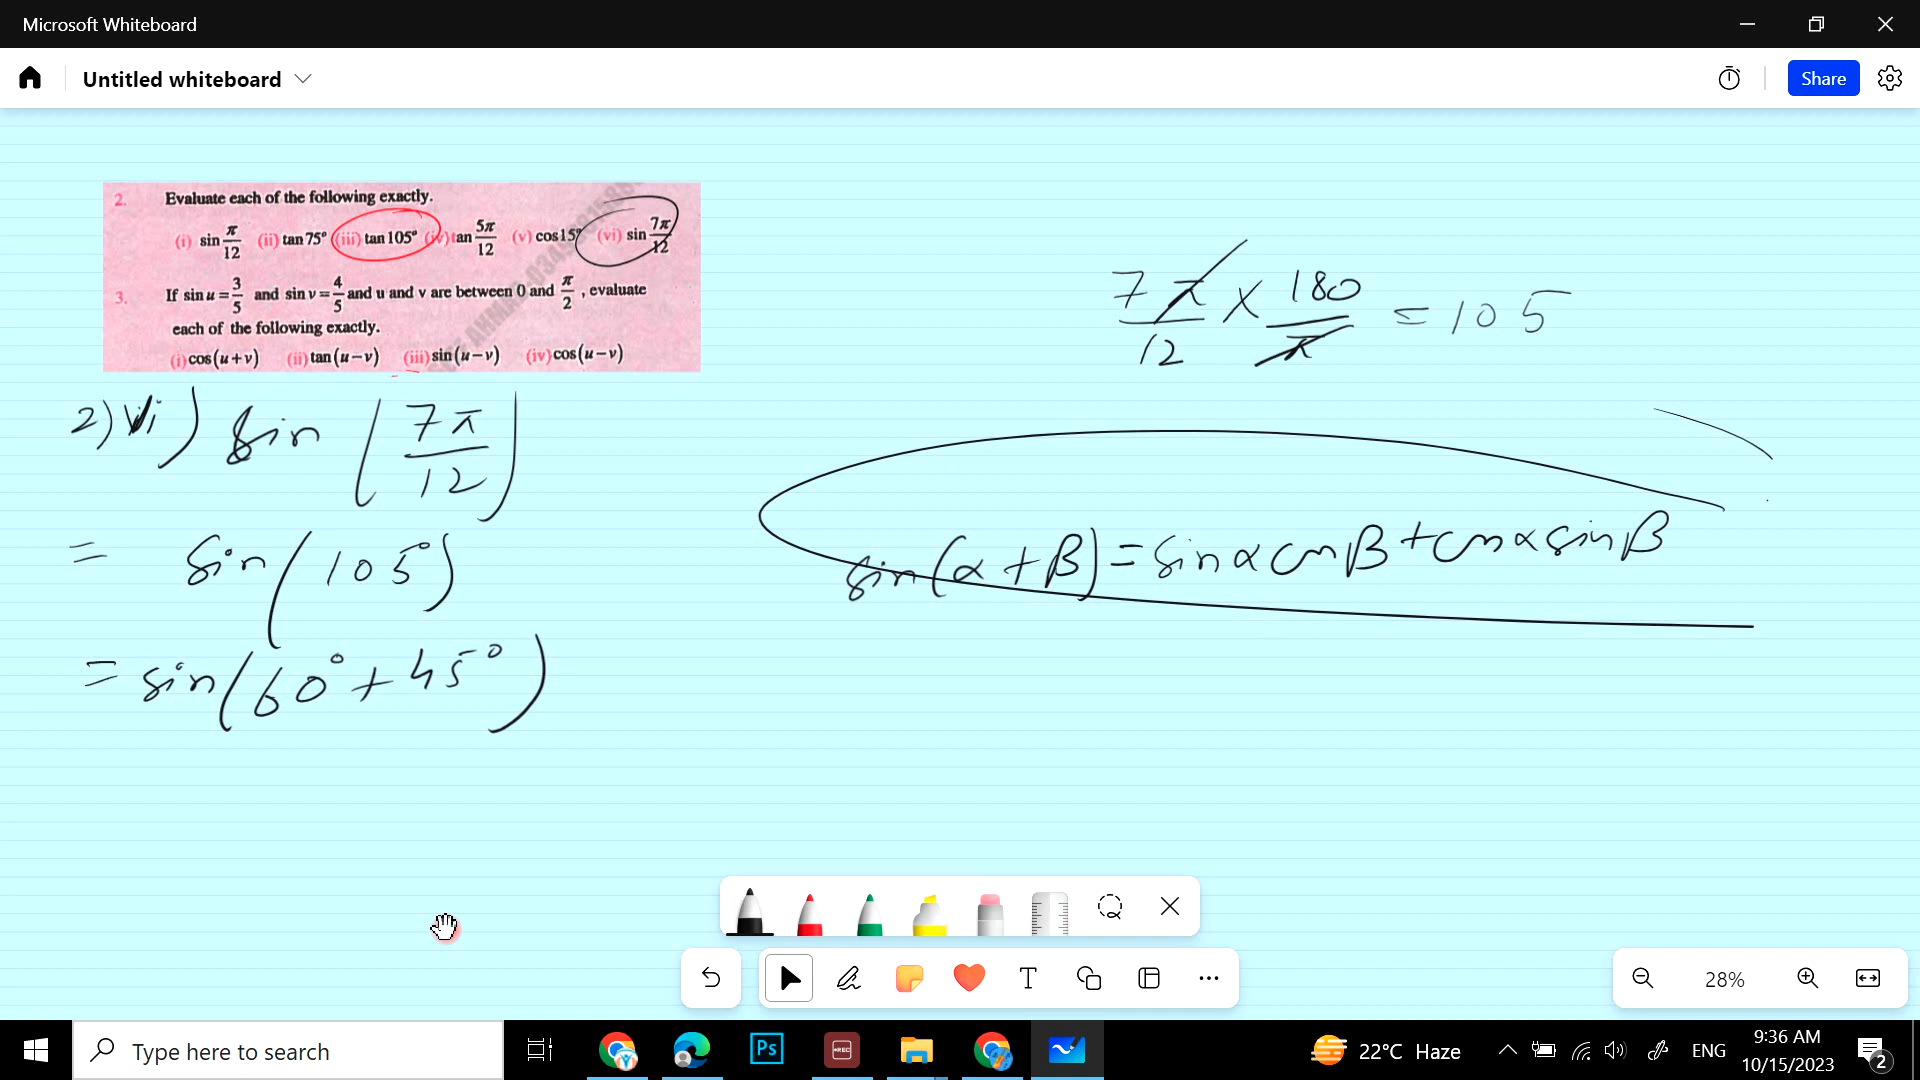 Microsoft Whiteboard
Untitled whiteboard
Share
2. Evaluate each of the following exactly.
(i) sin π/12 (ii) tan 75° (iii) tan 105° (iv) tan 5π/12 (v) cos 15° (vi) sin 7π/12
3. If sin u = 3/5 and sin v = 4/5 and u and v are between 0 and π/2 , evaluate
each of the following exactly.
(i) cos(u+v) (ii) tan(u−v) (iii) sin(u−v) (iv) cos(u−v)
7π/12 × 180/π = 105
2) vi) sin (7π/12)
= sin (105°)
sin(α+β) = sinα cosβ + cosα sinβ
= sin(60° + 45°)
T
28%
Type here to search
Ps
REC
22°C Haze
ENG
9:36 AM
10/15/2023
2